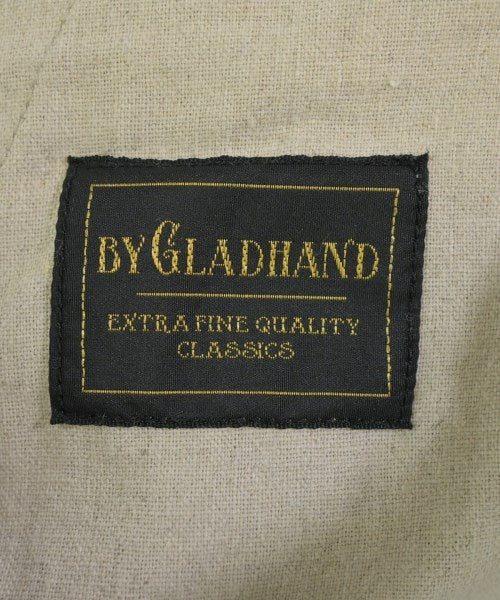 BY GLADHAND
EXTRA FINE QUALITY
CLASSICS